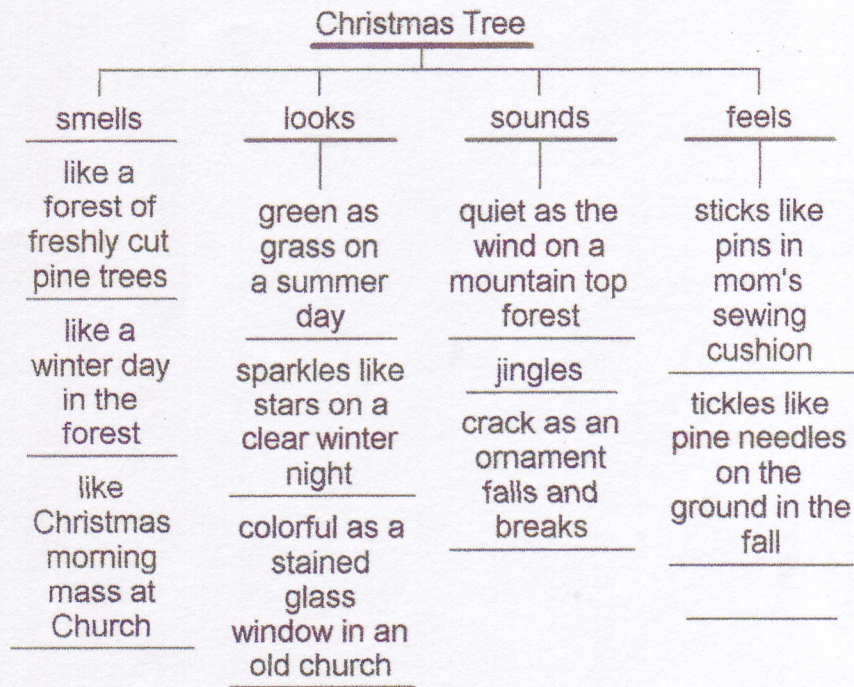 Christmas Tree
smells
like a
forest of
freshly cut
pine trees
like a
winter day
in the
forest
like
Christmas
morning
mass at
Church
looks
green as
grass on
a summer
day
sparkles like
stars on a
clear winter
night
colorful as a
stained
glass
window in an
old church
sounds
quiet as the
wind on a
mountain top
forest
jingles
crack as an
ornament
falls and
breaks
feels
sticks like
pins in
mom's
sewing
cushion
tickles like
pine needles
on the
ground in the
fall